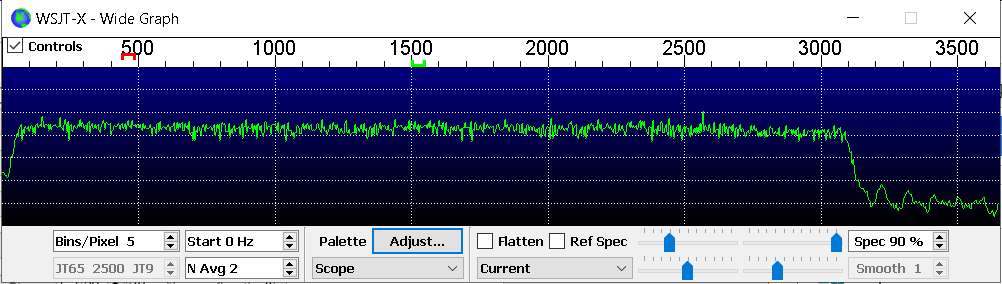 WSJT-X - Wide Graph
Controls 500 1000 1500 2000 2500 3000 3500
Bins/Pixel 5 Start 0 Hz Palette Adjust... Flatten Ref Spec Spec 90 %
JT65 2500 JT9 N Avg 2 Scope Current Smooth 1